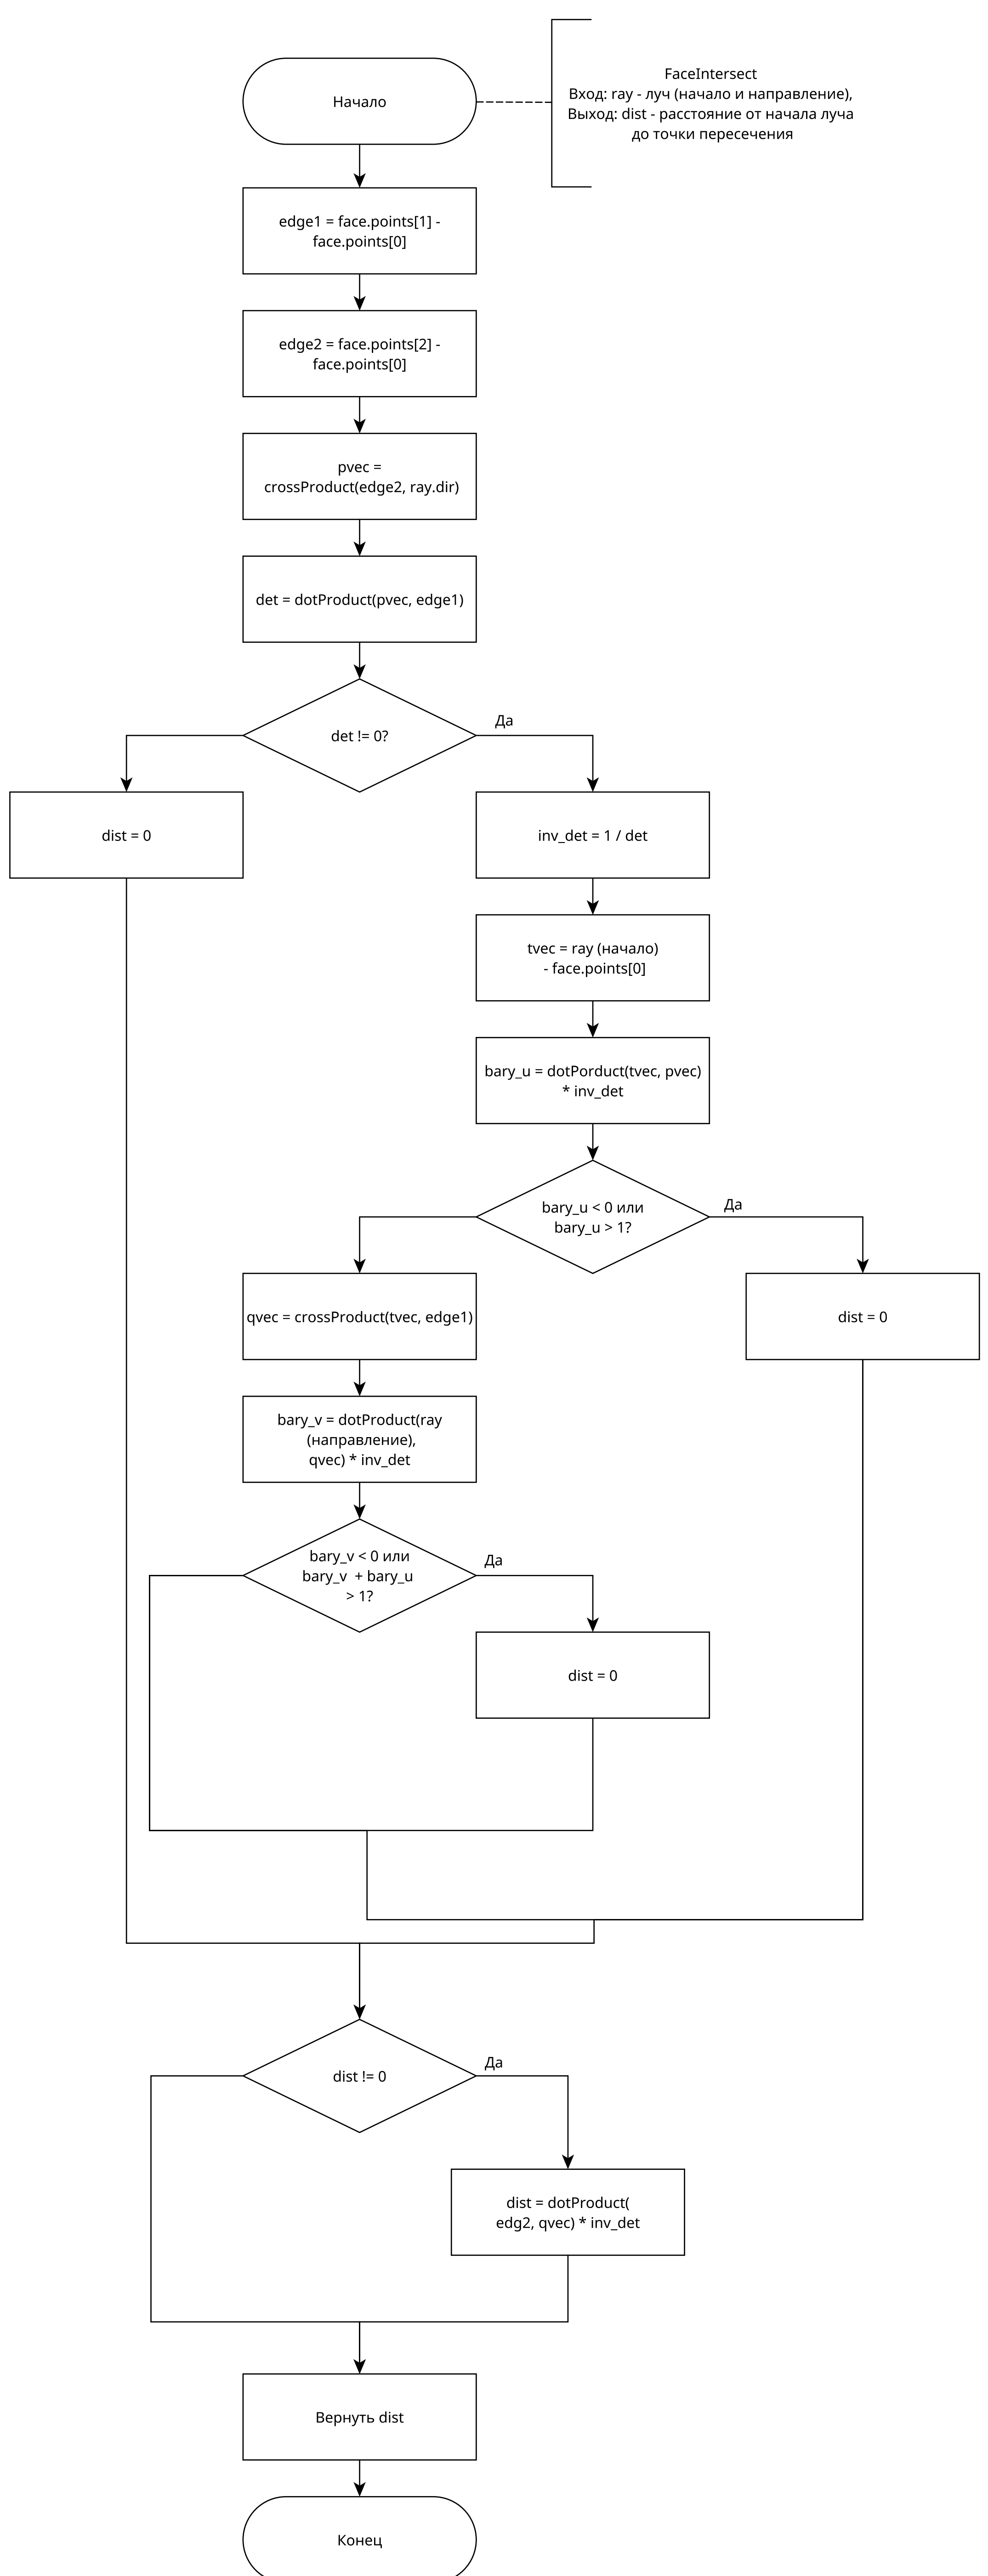 Начало
FaceIntersect
Вход: ray - луч (начало и направление),
Выход: dist - расстояние от начала луча
до точки пересечения
edge1 = face.points[1] -
face.points[0]
edge2 = face.points[2] -
face.points[0]
pvec =
crossProduct(edge2, ray.dir)
det = dotProduct(pvec, edge1)
det != 0?
Да
dist = 0
inv_det = 1 / det
tvec = ray (начало)
- face.points[0]
bary_u = dotPorduct(tvec, pvec)
* inv_det
bary_u < 0 или
bary_u > 1?
Да
qvec = crossProduct(tvec, edge1)
dist = 0
bary_v = dotProduct(ray
(направление),
qvec) * inv_det
bary_v < 0 или
bary_v + bary_u
> 1?
Да
dist = 0
dist != 0
Да
dist = dotProduct(
edg2, qvec) * inv_det
Вернуть dist
Конец